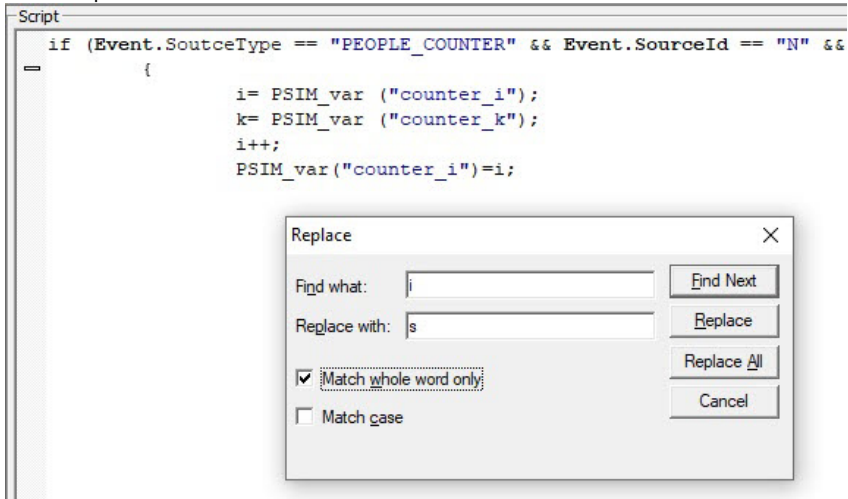 Script
if (Event.SoutceType == "PEOPLE_COUNTER" && Event.SourceId == "N" &&
{
i= PSIM_var ("counter_i");
k= PSIM_var ("counter_k");
i++;
PSIM_var("counter_i")=i;
Replace
Find what: i
Find Next
Replace with: s
Replace
Match whole word only
Replace All
Match case
Cancel